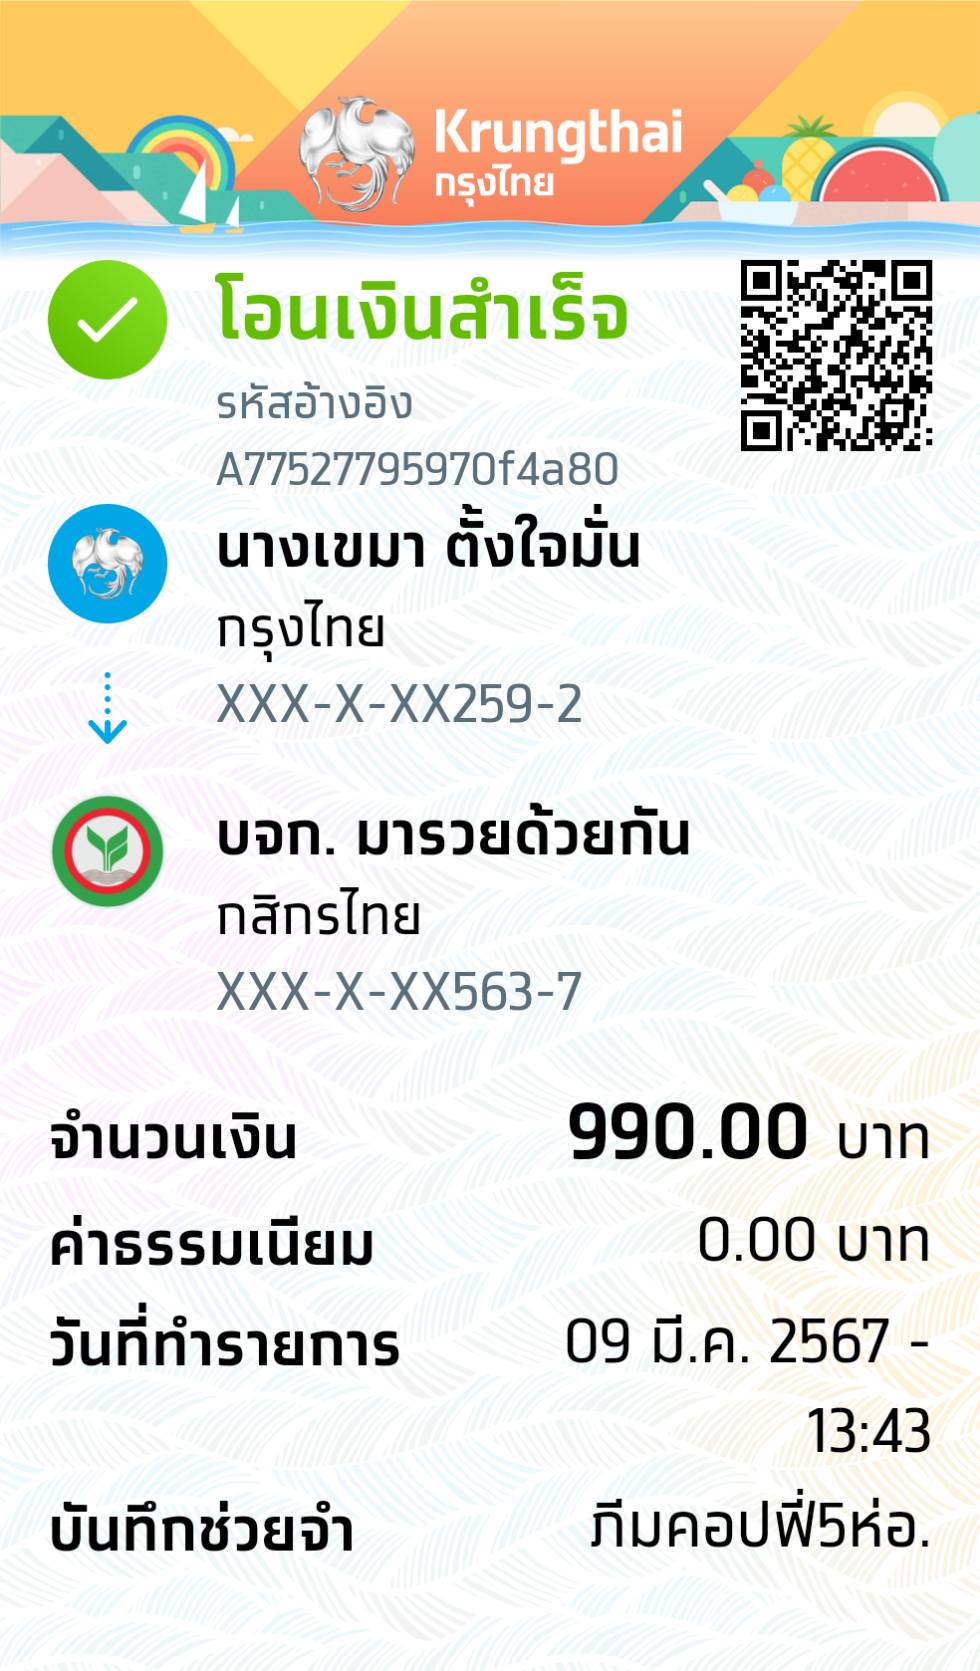 Krungthai
กรุงไทย
โอนเงินสำเร็จ
รหัสอ้างอิง
A77527795970f4a80
นางเขมา ตั้งใจมั่น
กรุงไทย
XXX-X-XX259-2
บจก. มารวยด้วยกัน
กสิกรไทย
XXX-X-XX563-7
จำนวนเงิน 990.00 บาท
ค่าธรรมเนียม 0.00 บาท
วันที่ทำรายการ 09 มี.ค. 2567 -
13:43
บันทึกช่วยจำ ภีมคอปฟี่5ห่อ.